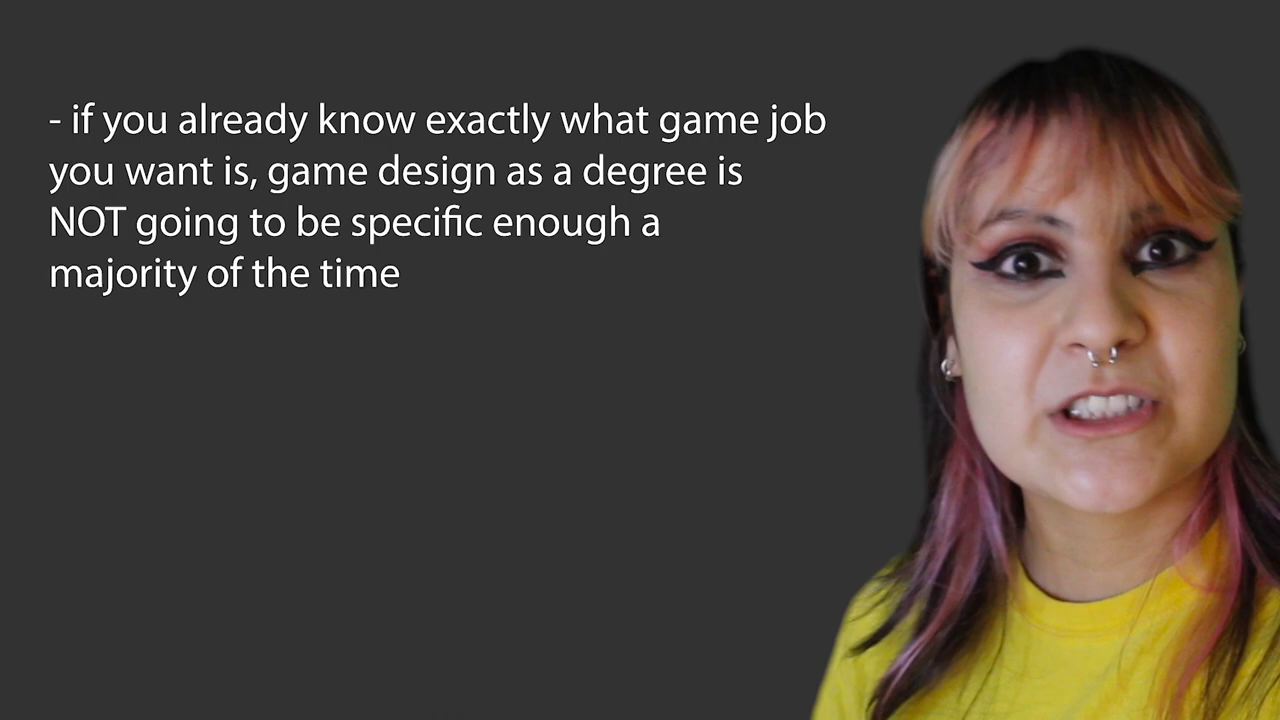 - if you already know exactly what game job
you want is, game design as a degree is
NOT going to be specific enough a
majority of the time